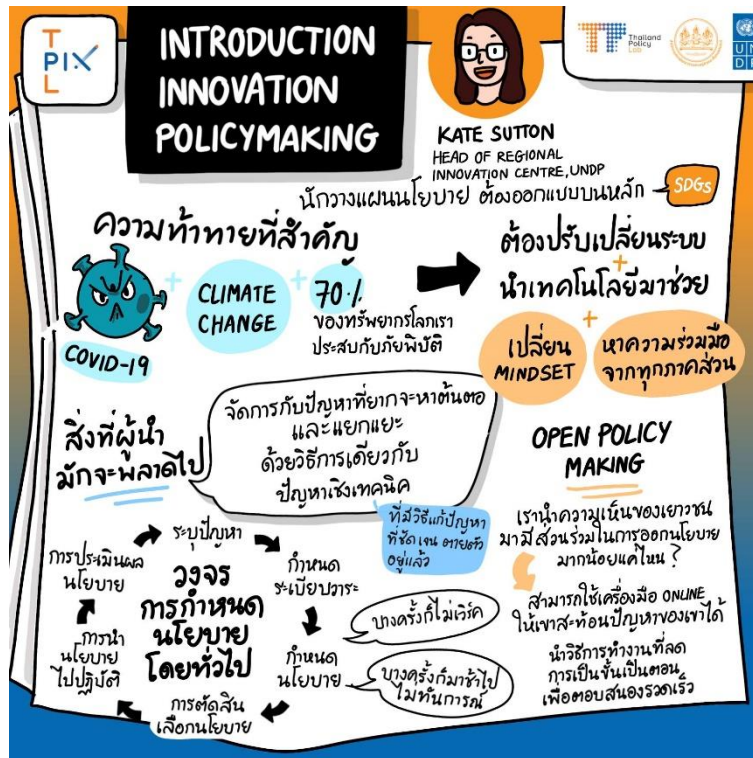 T
PIX
L
INTRODUCTION
INNOVATION
POLICYMAKING
KATE SUTTON
HEAD OF REGIONAL
INNOVATION CENTRE, UNDP
Thailand
Policy
Lab
UN
DP
นักวางแผนนโยบาย ต้องออกแบบบนหลัก SDGs
ความท้าทายที่สำคัญ
COVID-19
+
CLIMATE
CHANGE
+
70%
ของทรัพยากรโลกเรา
ประสบกับภัยพิบัติ
ต้องปรับเปลี่ยนระบบ
+
นำเทคโนโลยีมาช่วย
+
เปลี่ยน
MINDSET
หาความร่วมมือ
จากทุกภาคส่วน
สิ่งที่ผู้นำ
มักจะพลาดไป
จัดการกับปัญหาที่ยากจะหาต้นตอ
และแยกแยะ
ด้วยวิธีการเดียวกับ
ปัญหาเชิงเทคนิค
ที่มีวิธีแก้ปัญหา
ที่ชัดเจน ตายตัว
อยู่แล้ว
วงจร
การกำหนด
นโยบาย
โดยทั่วไป
ระบุปัญหา
กำหนด
ระเบียบวาระ
กำหนด
นโยบาย
การตัดสิน
เลือกนโยบาย
การนำ
นโยบาย
ไปปฏิบัติ
การประเมินผล
นโยบาย
บางครั้งก็ไม่เวิร์ค
บางครั้งก็มาช้าไป
ไม่ทันการณ์
OPEN POLICY
MAKING
เรานำความเห็นของเยาวชน
มามีส่วนร่วมในการออกนโยบาย
มากน้อยแค่ไหน?
สามารถใช้เครื่องมือ ONLINE
ให้เขาสะท้อนปัญหาของเขาได้
นำวิธีการทำงานที่ลด
การเป็นขั้นเป็นตอน
เพื่อตอบสนองรวดเร็ว